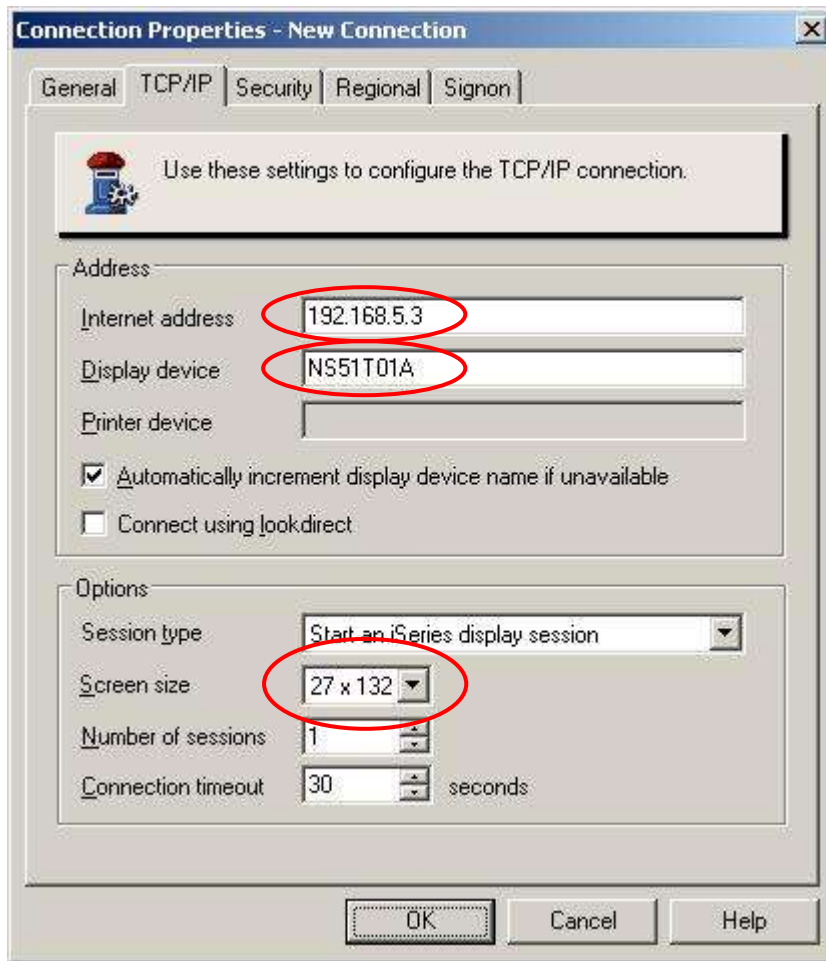 Connection Properties - New Connection
General TCP/IP Security Regional Signon
Use these settings to configure the TCP/IP connection.
Address
Internet address 192.168.5.3
Display device NS51T01A
Printer device
Automatically increment display device name if unavailable
Connect using lookdirect
Options
Session type Start an iSeries display session
Screen size 27 x 132
Number of sessions 1
Connection timeout 30 seconds
OK Cancel Help